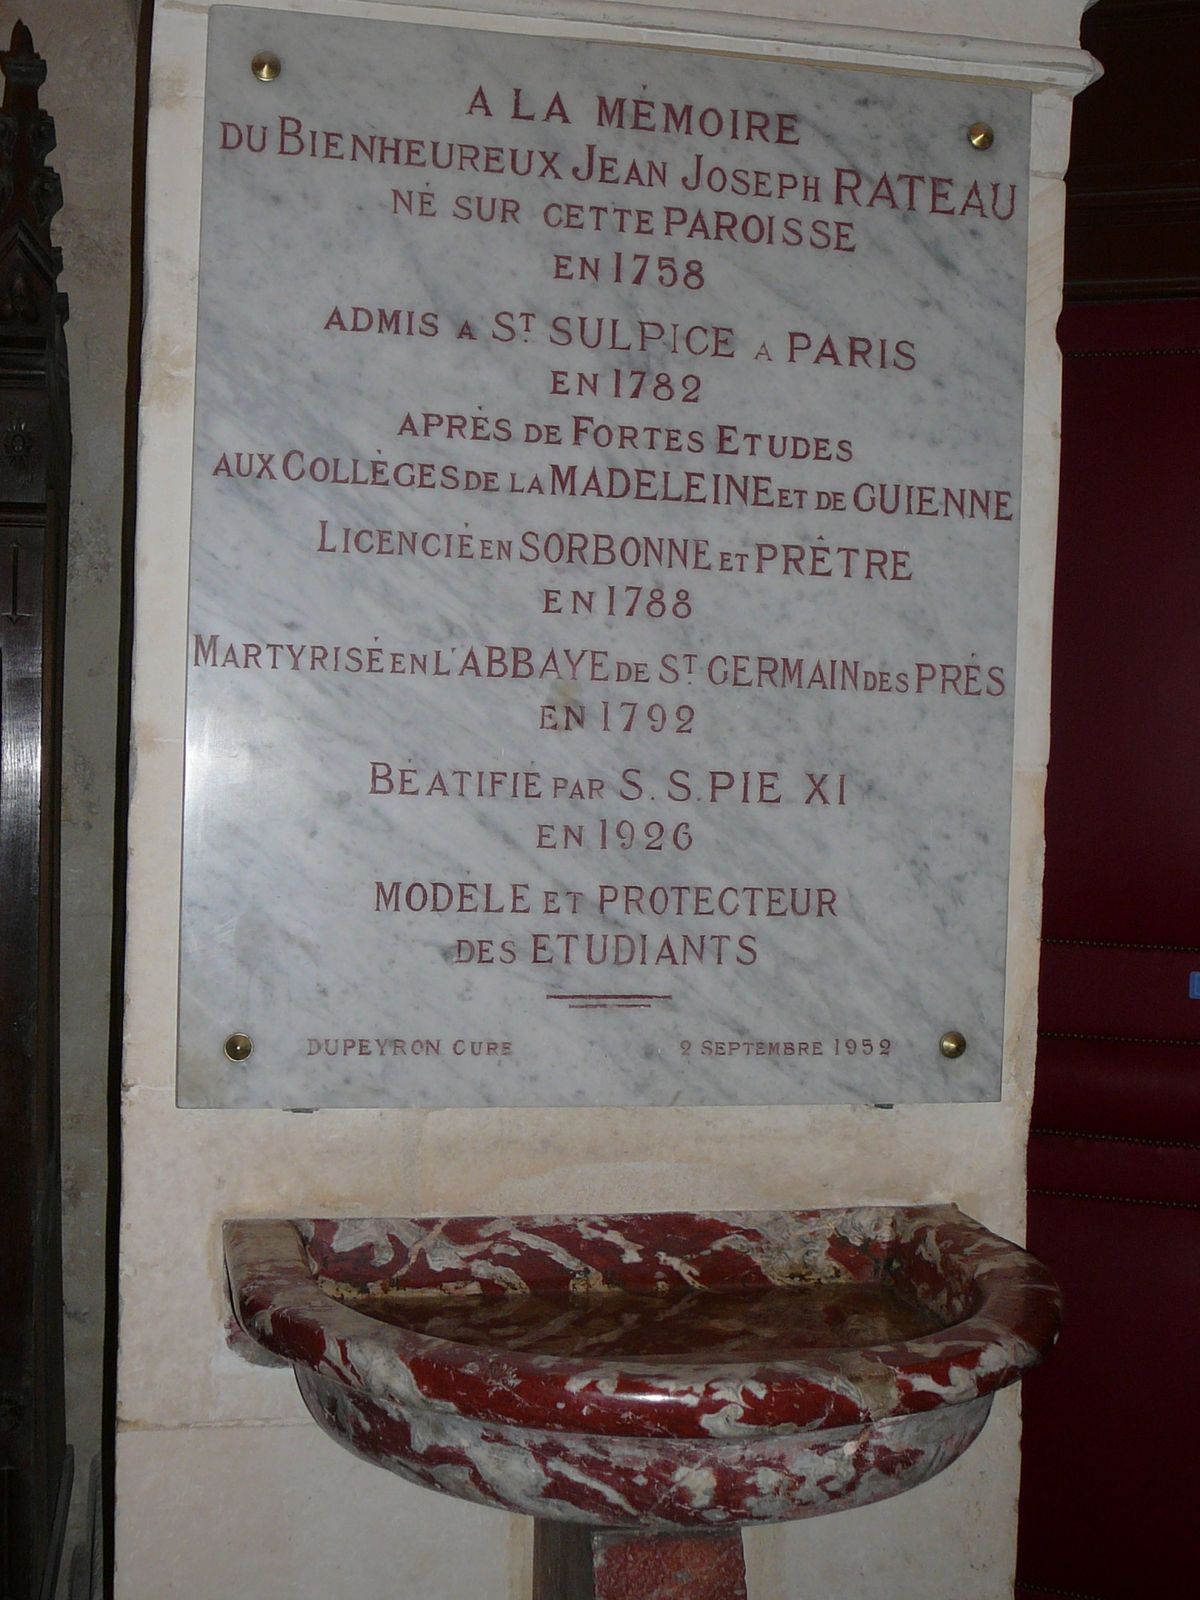 A LA MÉMOIRE
DU BIENHEUREUX JEAN JOSEPH RATEAU
NÉ SUR CETTE PAROISSE
EN 1758
ADMIS A ST. SULPICE A PARIS
EN 1782
APRÈS DE FORTES ETUDES
AUX COLLÈGES DE LA MADELEINE ET DE GUIENNE
LICENCIÉ EN SORBONNE ET PRÊTRE
EN 1788
MARTYRISÉ EN L'ABBAYE DE ST. GERMAIN DES PRÉS
EN 1792
BÉATIFIÉ PAR S. S. PIE XI
EN 1926
MODÈLE ET PROTECTEUR
DES ETUDIANTS
DUPEYRON CURE 2 SEPTEMBRE 1952